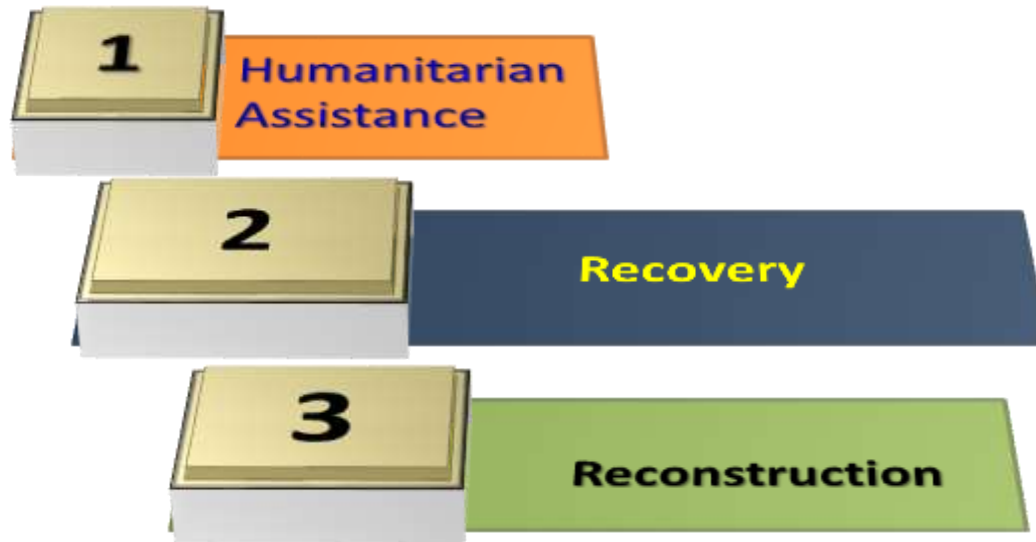 1
Humanitarian
Assistance
2
Recovery
3
Reconstruction